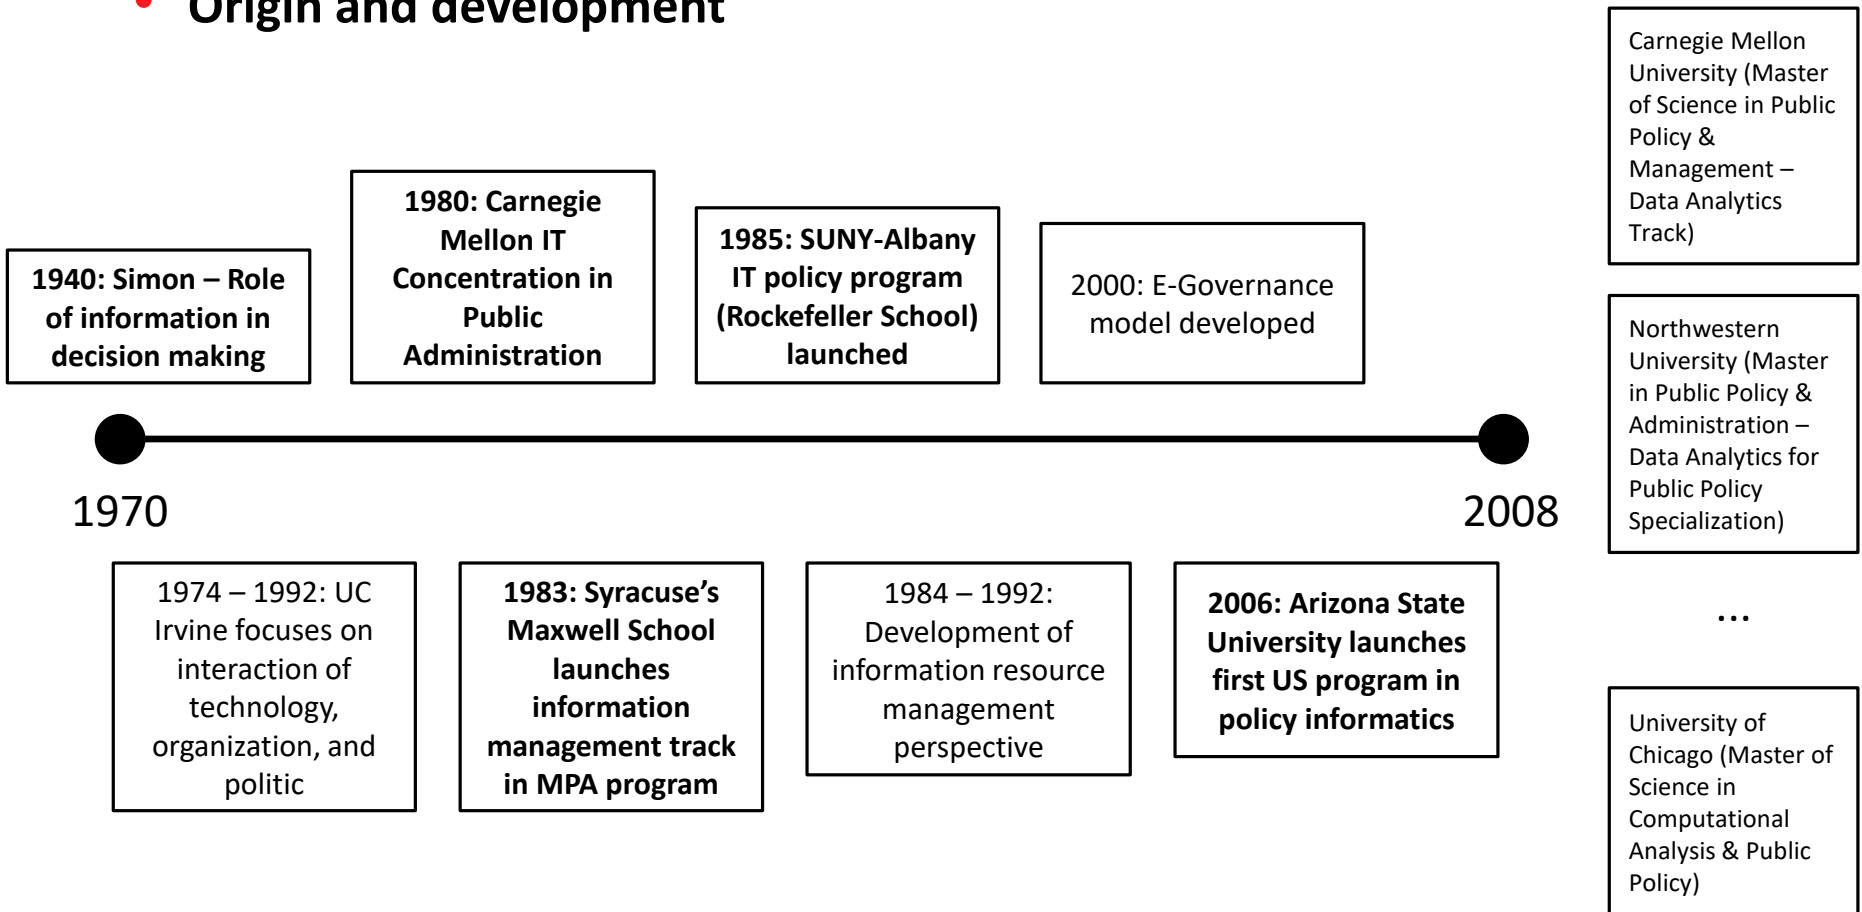 • Origin and development
1940: Simon – Role
of information in
decision making
1980: Carnegie
Mellon IT
Concentration in
Public
Administration
1985: SUNY-Albany
IT policy program
(Rockefeller School)
launched
2000: E-Governance
model developed
1970
2008
1974 – 1992: UC
Irvine focuses on
interaction of
technology,
organization, and
politic
1983: Syracuse’s
Maxwell School
launches
information
management track
in MPA program
1984 – 1992:
Development of
information resource
management
perspective
2006: Arizona State
University launches
first US program in
policy informatics
Carnegie Mellon
University (Master
of Science in Public
Policy &
Management –
Data Analytics
Track)
Northwestern
University (Master
in Public Policy &
Administration –
Data Analytics for
Public Policy
Specialization)
…
University of
Chicago (Master of
Science in
Computational
Analysis & Public
Policy)